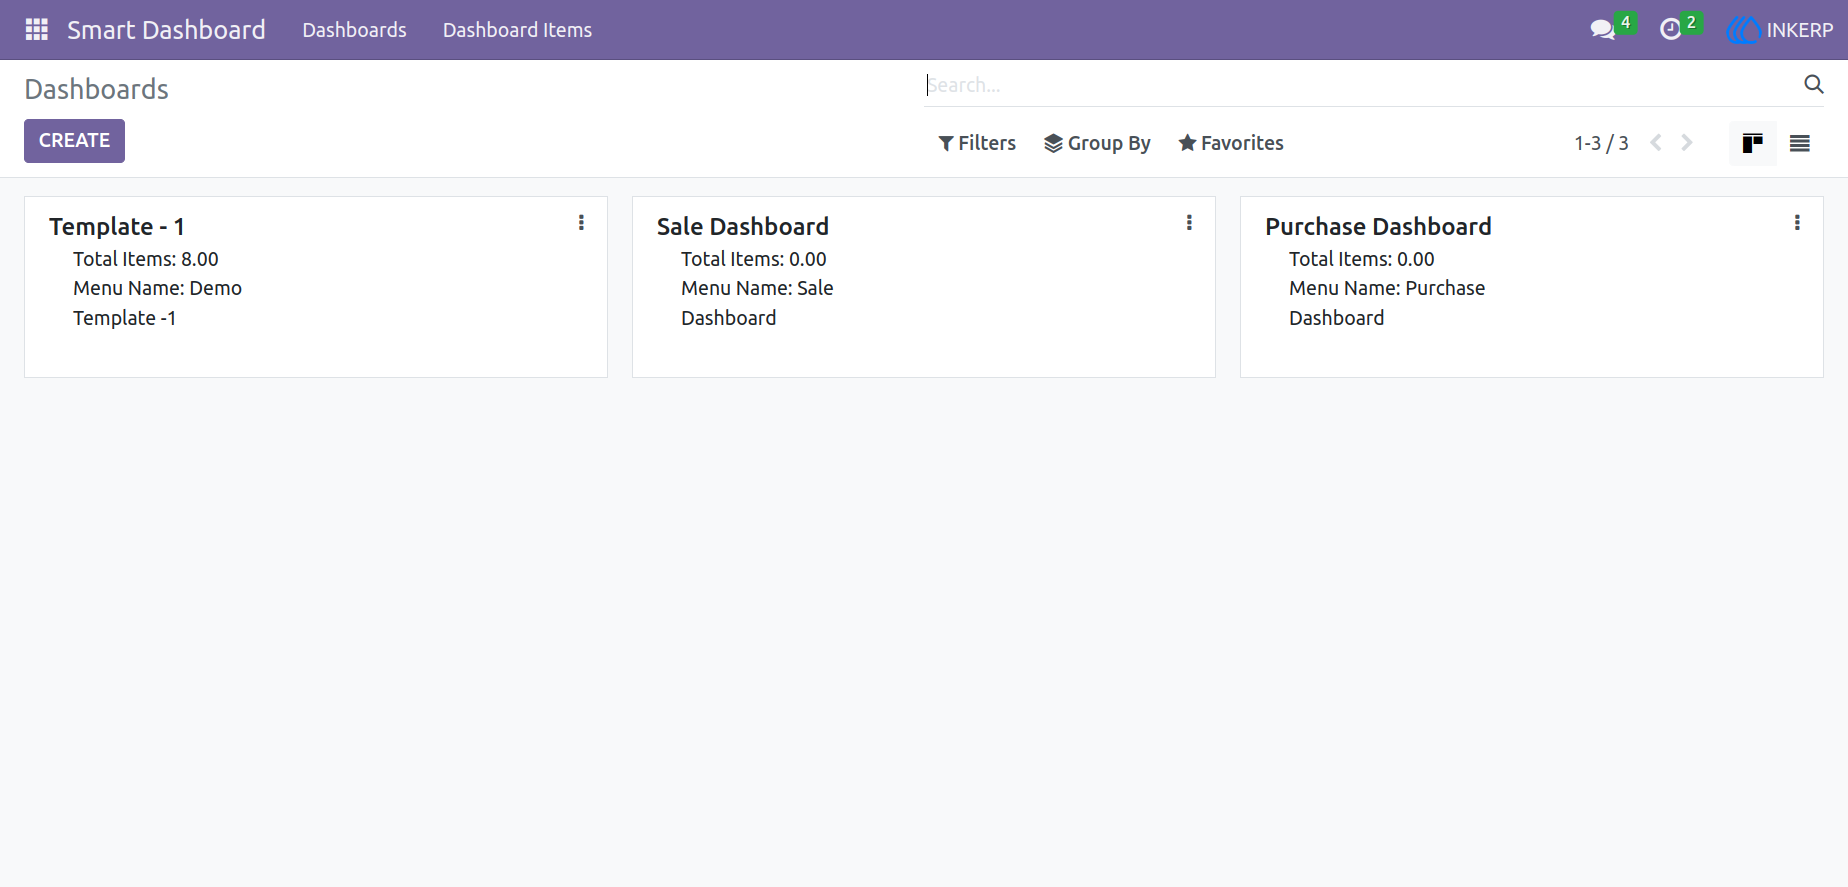 Smart Dashboard Dashboards Dashboard Items 4 2 INKERP
Dashboards
Search...
CREATE
Filters Group By Favorites 1-3 / 3
Template - 1
Total Items: 8.00
Menu Name: Demo
Template -1
Sale Dashboard
Total Items: 0.00
Menu Name: Sale
Dashboard
Purchase Dashboard
Total Items: 0.00
Menu Name: Purchase
Dashboard